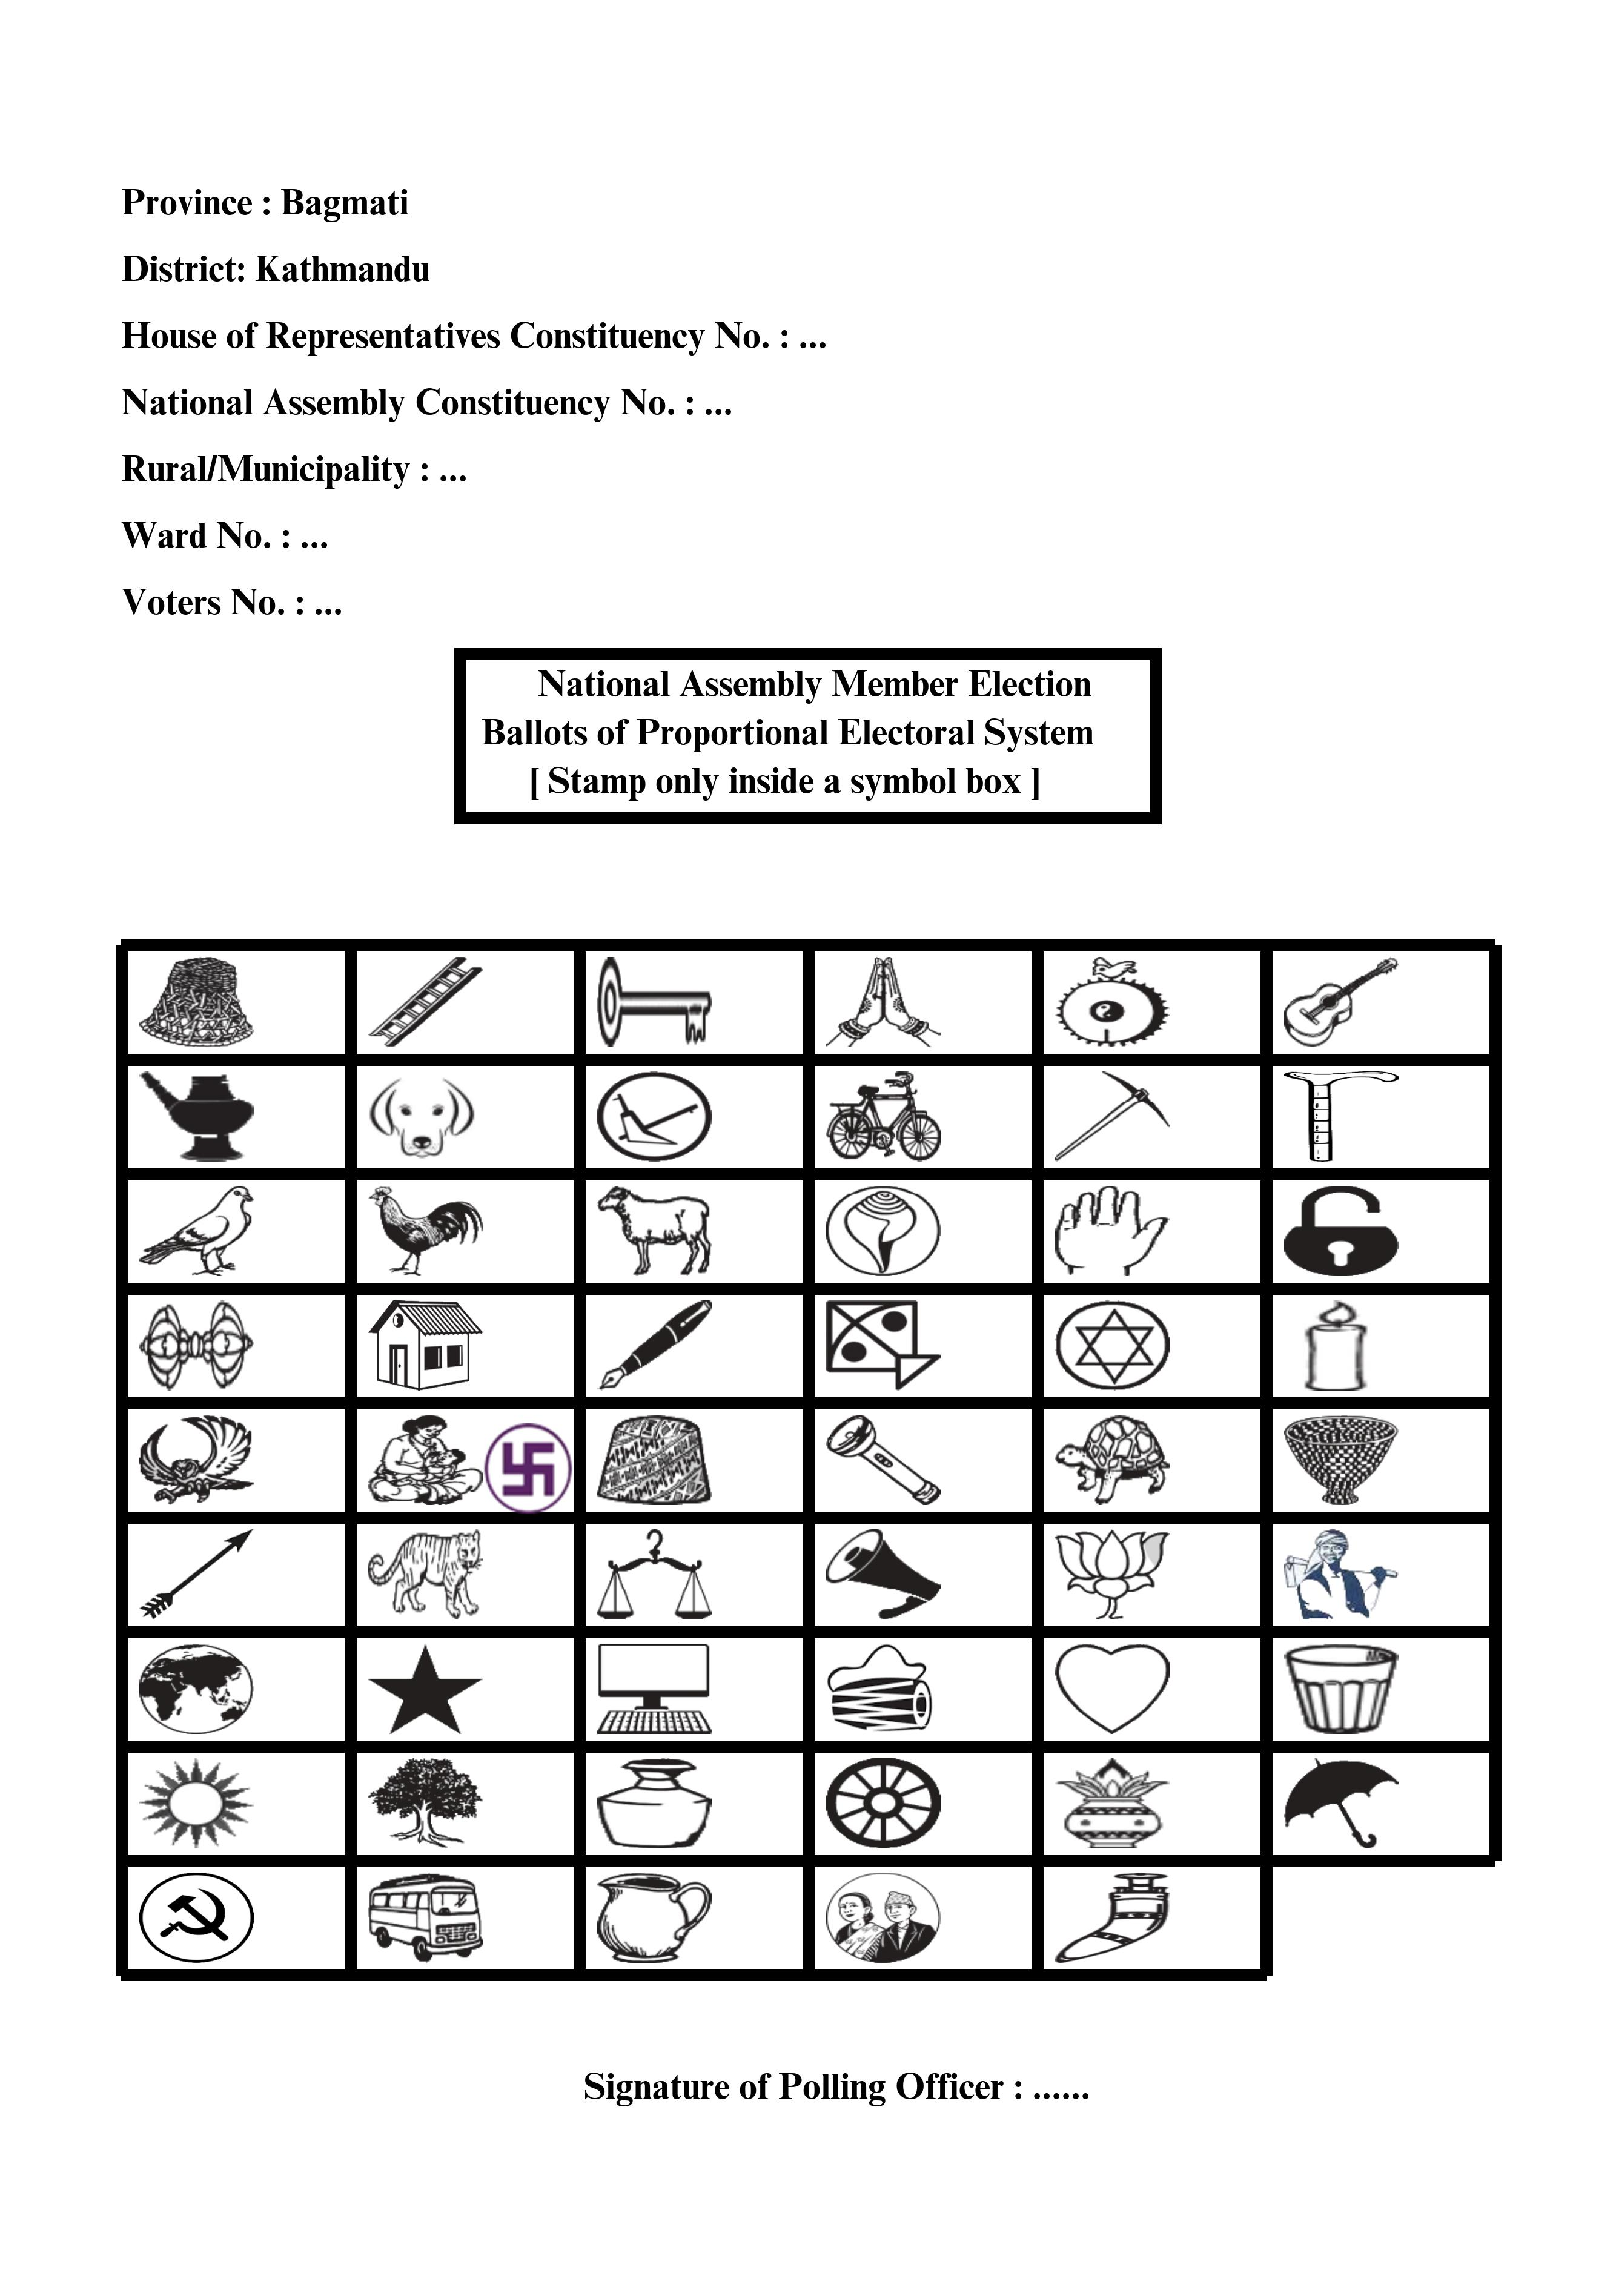 Province : Bagmati
District: Kathmandu
House of Representatives Constituency No. : ...
National Assembly Constituency No. : ...
Rural/Municipality : ...
Ward No. : ...
Voters No. : ...
National Assembly Member Election
Ballots of Proportional Electoral System
[ Stamp only inside a symbol box ]
Signature of Polling Officer : ......